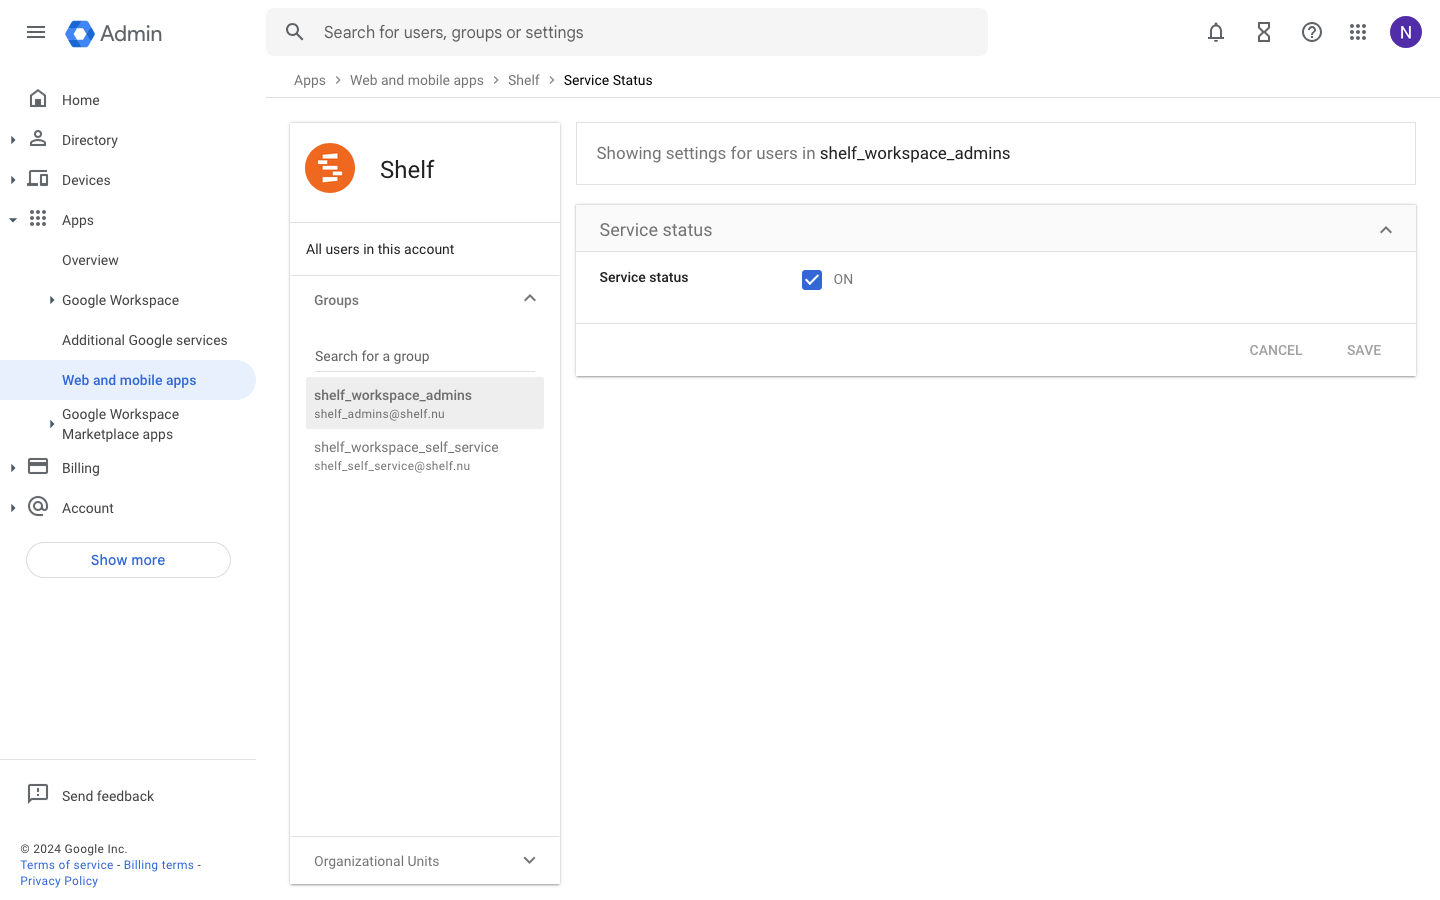 Admin
Search for users, groups or settings
N
Apps > Web and mobile apps > Shelf > Service Status
Home
Directory
Devices
Apps
Overview
Google Workspace
Additional Google services
Web and mobile apps
Google Workspace
Marketplace apps
Billing
Account
Show more
Send feedback
© 2024 Google Inc.
Terms of service - Billing terms -
Privacy Policy
Shelf
All users in this account
Groups
Search for a group
shelf_workspace_admins
shelf_admins@shelf.nu
shelf_workspace_self_service
shelf_self_service@shelf.nu
Organizational Units
Showing settings for users in shelf_workspace_admins
Service status
Service status
ON
CANCEL
SAVE